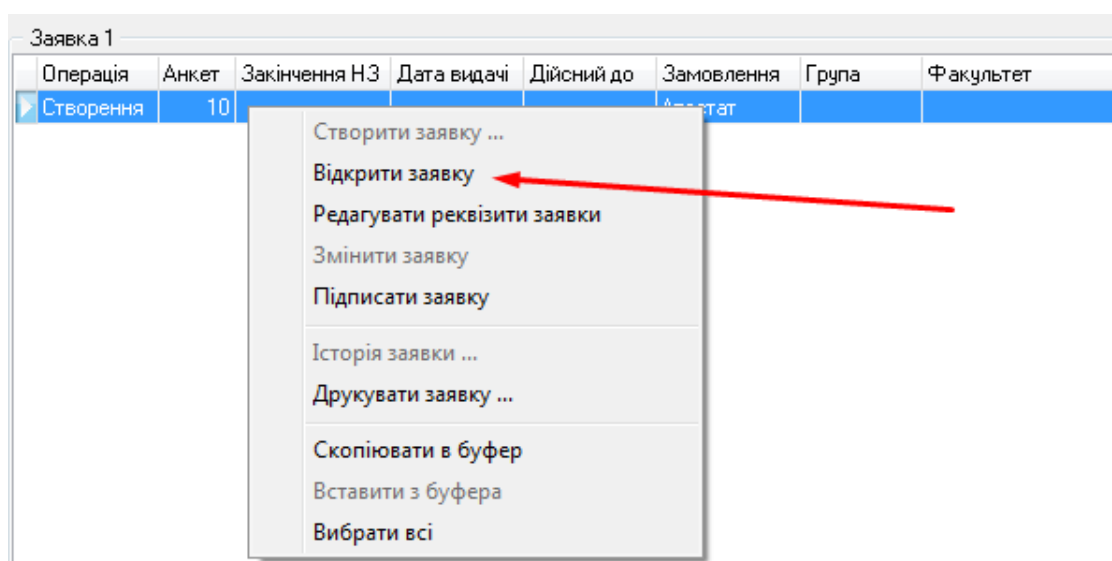 Заявка 1
Операція Анкет Закінчення НЗ Дата видачі Дійсний до Замовлення Група Факультет
Створення 10
Створити заявку ...
Відкрити заявку
Редагувати реквізити заявки
Змінити заявку
Підписати заявку
Історія заявки ...
Друкувати заявку ...
Скопіювати в буфер
Вставити з буфера
Вибрати всі